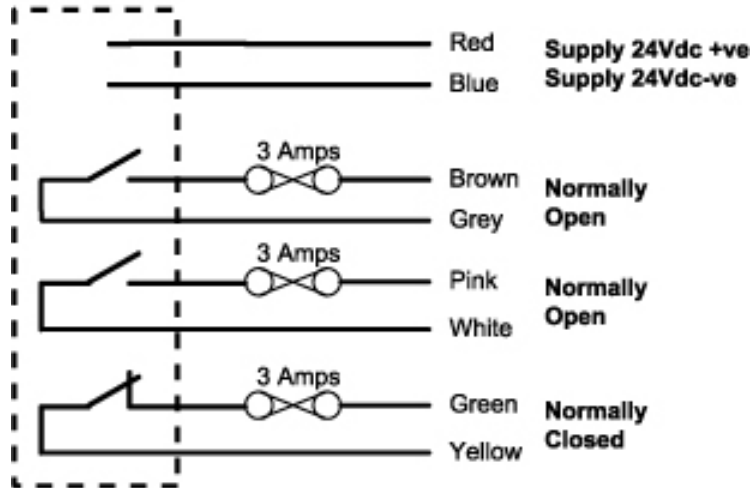 Red Supply 24Vdc +ve
Blue Supply 24Vdc-ve
3 Amps
Brown Normally
Grey Open
3 Amps
Pink Normally
White Open
3 Amps
Green Normally
Yellow Closed